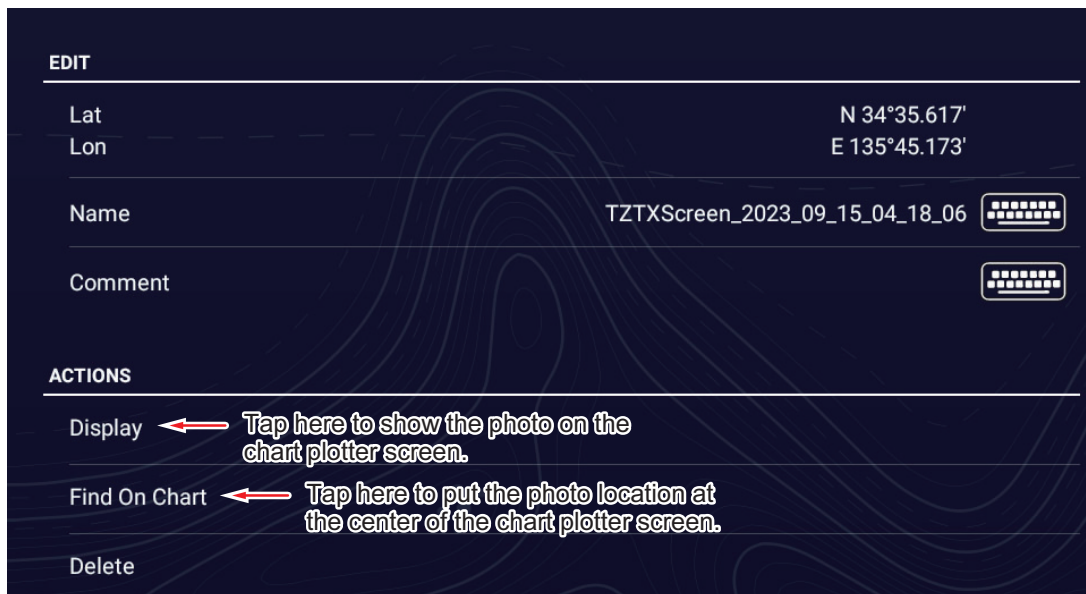 EDIT
Lat N 34°35.617'
Lon E 135°45.173'
Name TZTXScreen_2023_09_15_04_18_06
Comment
ACTIONS
Display Tap here to show the photo on the
chart plotter screen.
Find On Chart Tap here to put the photo location at
the center of the chart plotter screen.
Delete